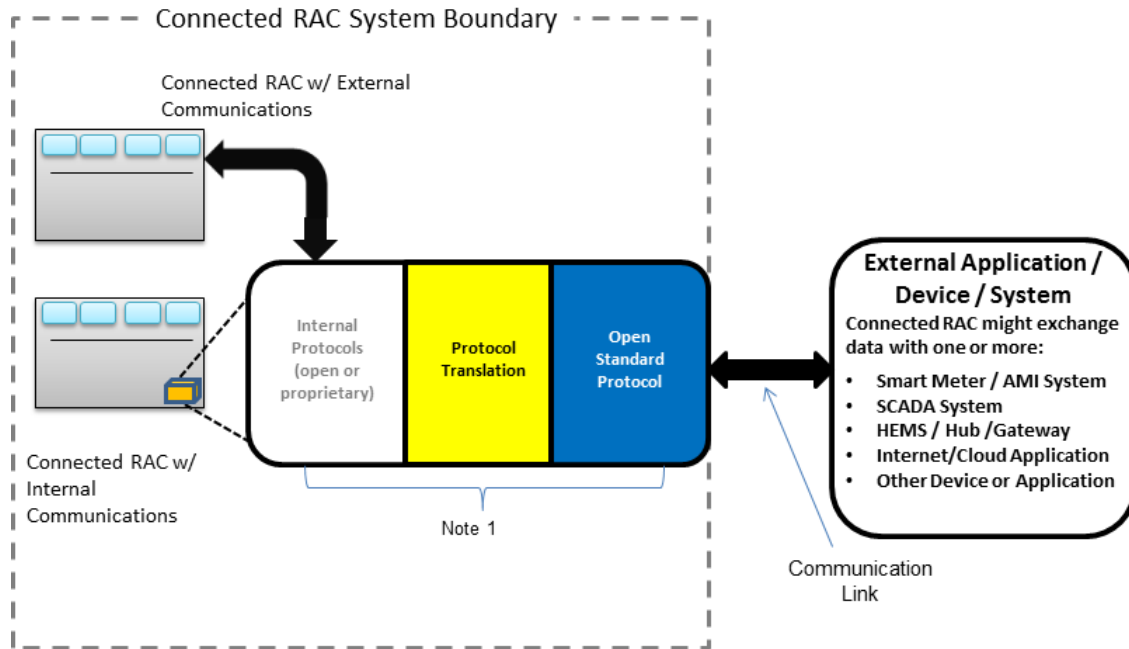 Connected RAC System Boundary
Connected RAC w/ External
Communications
Internal
Protocols
(open or
proprietary)
Protocol
Translation
Open
Standard
Protocol
External Application /
Device / System
Connected RAC might exchange
data with one or more:
• Smart Meter / AMI System
• SCADA System
• HEMS / Hub /Gateway
• Internet/Cloud Application
• Other Device or Application
Connected RAC w/
Internal
Communications
Note 1
Communication
Link